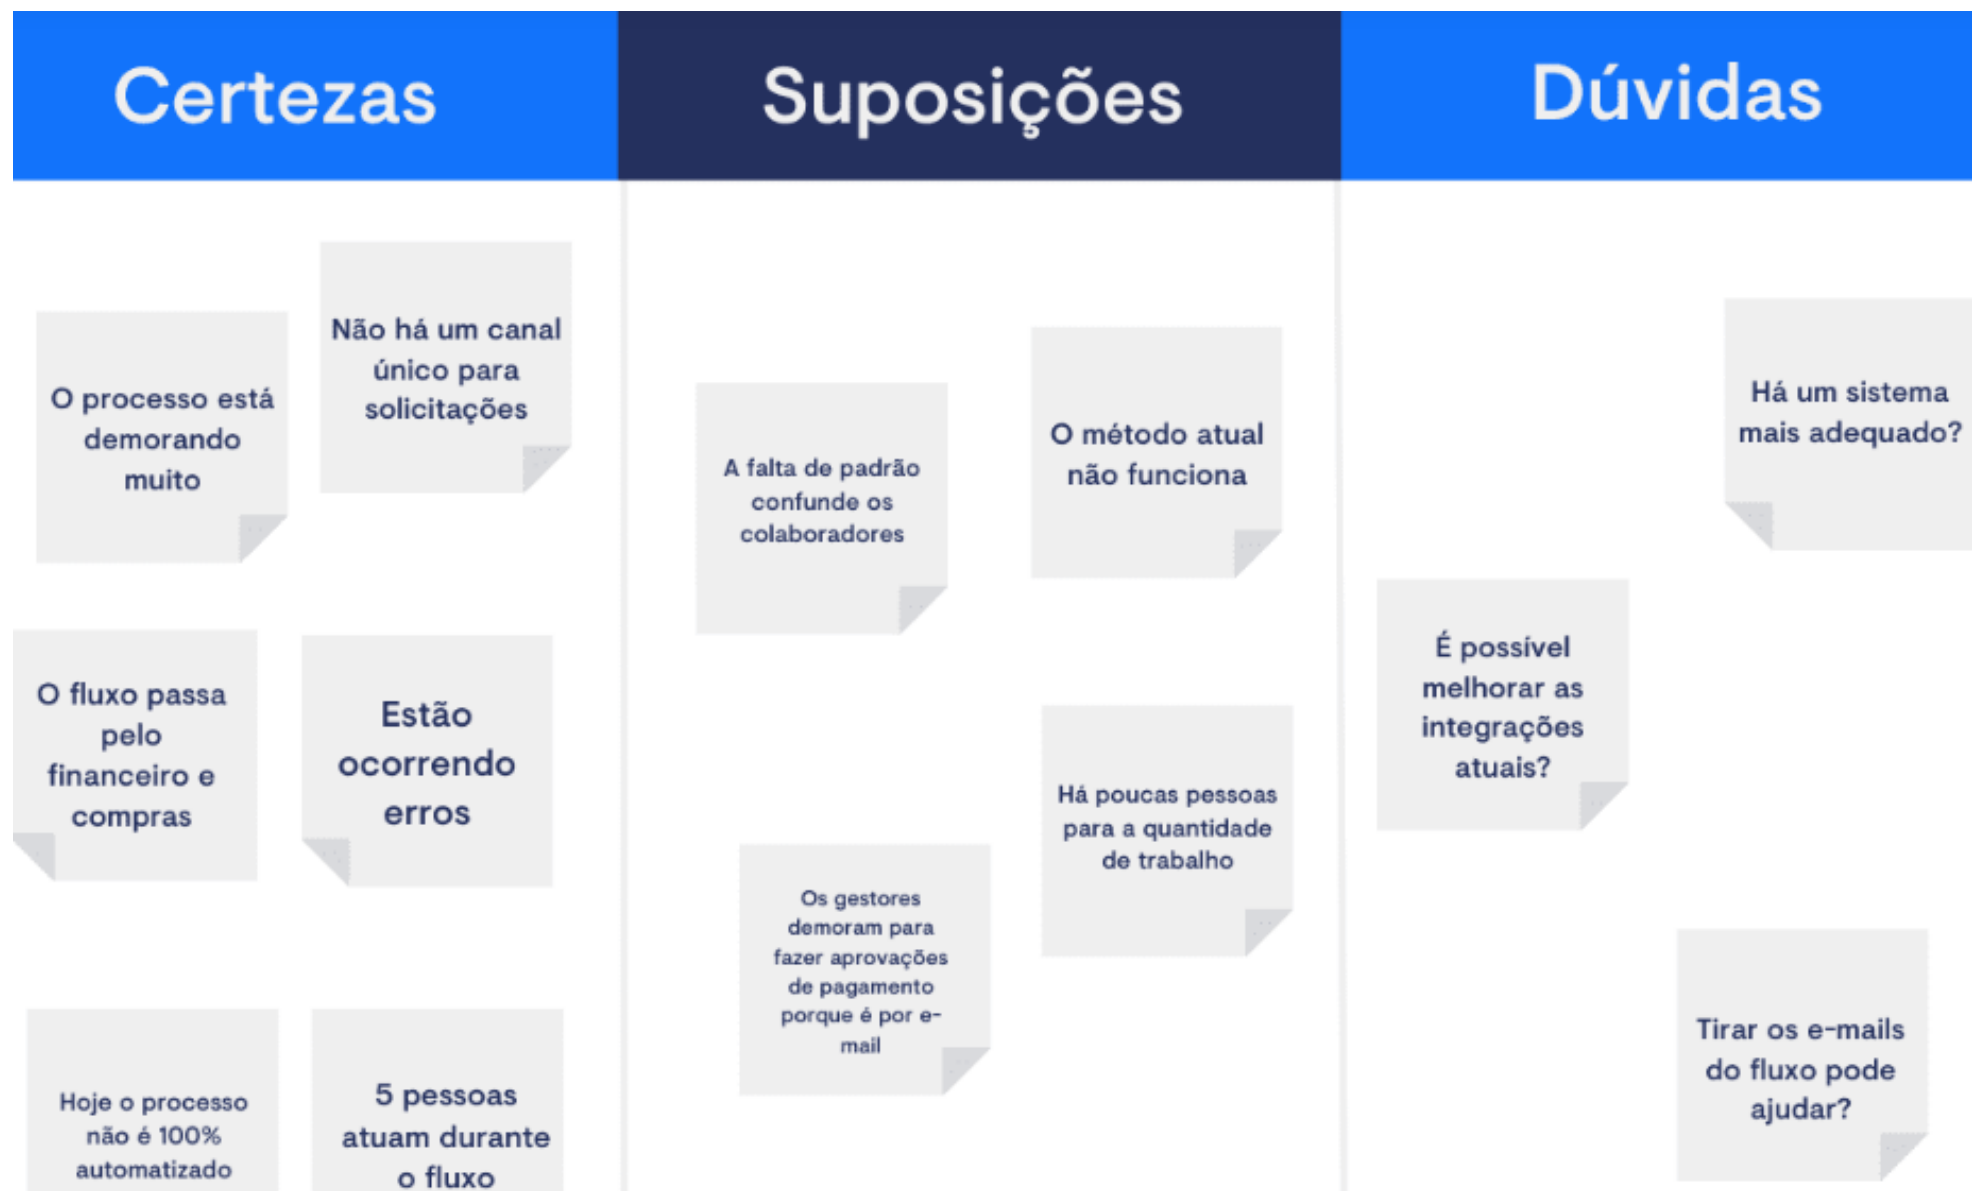 Certezas
Suposições
Dúvidas
O processo está
demorando
muito
Não há um canal
único para
solicitações
O fluxo passa
pelo
financeiro e
compras
Estão
ocorrendo
erros
Hoje o processo
não é 100%
automatizado
5 pessoas
atuam durante
o fluxo
A falta de padrão
confunde os
colaboradores
O método atual
não funciona
Os gestores
demoram para
fazer aprovações
de pagamento
porque é por e-
mail
Há poucas pessoas
para a quantidade
de trabalho
Há um sistema
mais adequado?
É possível
melhorar as
integrações
atuais?
Tirar os e-mails
do fluxo pode
ajudar?